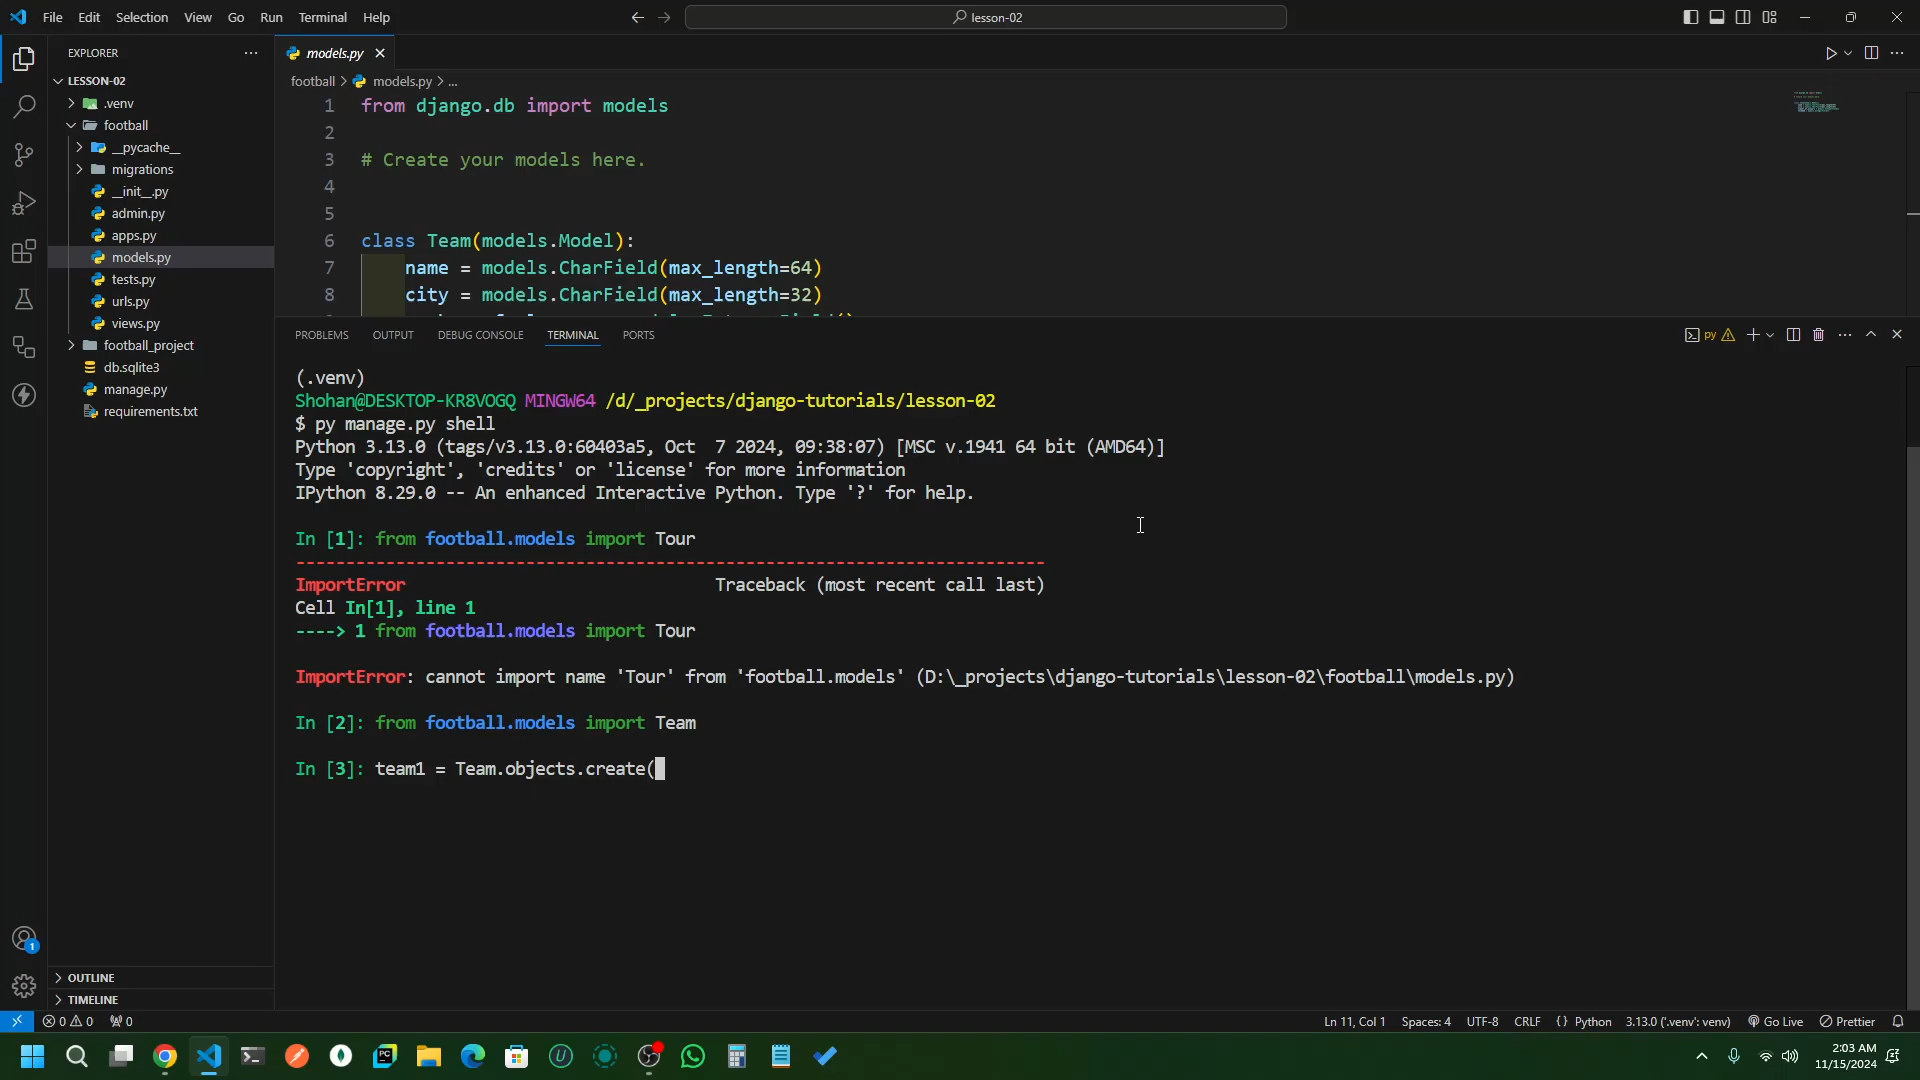 File Edit Selection View Go Run Terminal Help
lesson-02
EXPLORER
models.py
LESSON-02
football > models.py > ...
.venv
football
__pycache__
migrations
__init__.py
admin.py
apps.py
models.py
tests.py
urls.py
views.py
football_project
db.sqlite3
manage.py
requirements.txt
OUTLINE
TIMELINE
1 from django.db import models
2
3 # Create your models here.
4
5
6 class Team(models.Model):
7 name = models.CharField(max_length=64)
8 city = models.CharField(max_length=32)
PROBLEMS OUTPUT DEBUG CONSOLE TERMINAL PORTS
py
(.venv)
Shohan@DESKTOP-KR8VOGQ MINGW64 /d/_projects/django-tutorials/lesson-02
$ py manage.py shell
Python 3.13.0 (tags/v3.13.0:60403a5, Oct  7 2024, 09:38:07) [MSC v.1941 64 bit (AMD64)]
Type 'copyright', 'credits' or 'license' for more information
IPython 8.29.0 -- An enhanced Interactive Python. Type '?' for help.
In [1]: from football.models import Tour
---------------------------------------------------------------------------
ImportError Traceback (most recent call last)
Cell In[1], line 1
----> 1 from football.models import Tour
ImportError: cannot import name 'Tour' from 'football.models' (D:\_projects\django-tutorials\lesson-02\football\models.py)
In [2]: from football.models import Team
In [3]: team1 = Team.objects.create(
1
0 0 0
Ln 11, Col 1 Spaces: 4 UTF-8 CRLF {} Python 3.13.0 ('.venv': venv) Go Live Prettier
PC
2:03 AM
11/15/2024